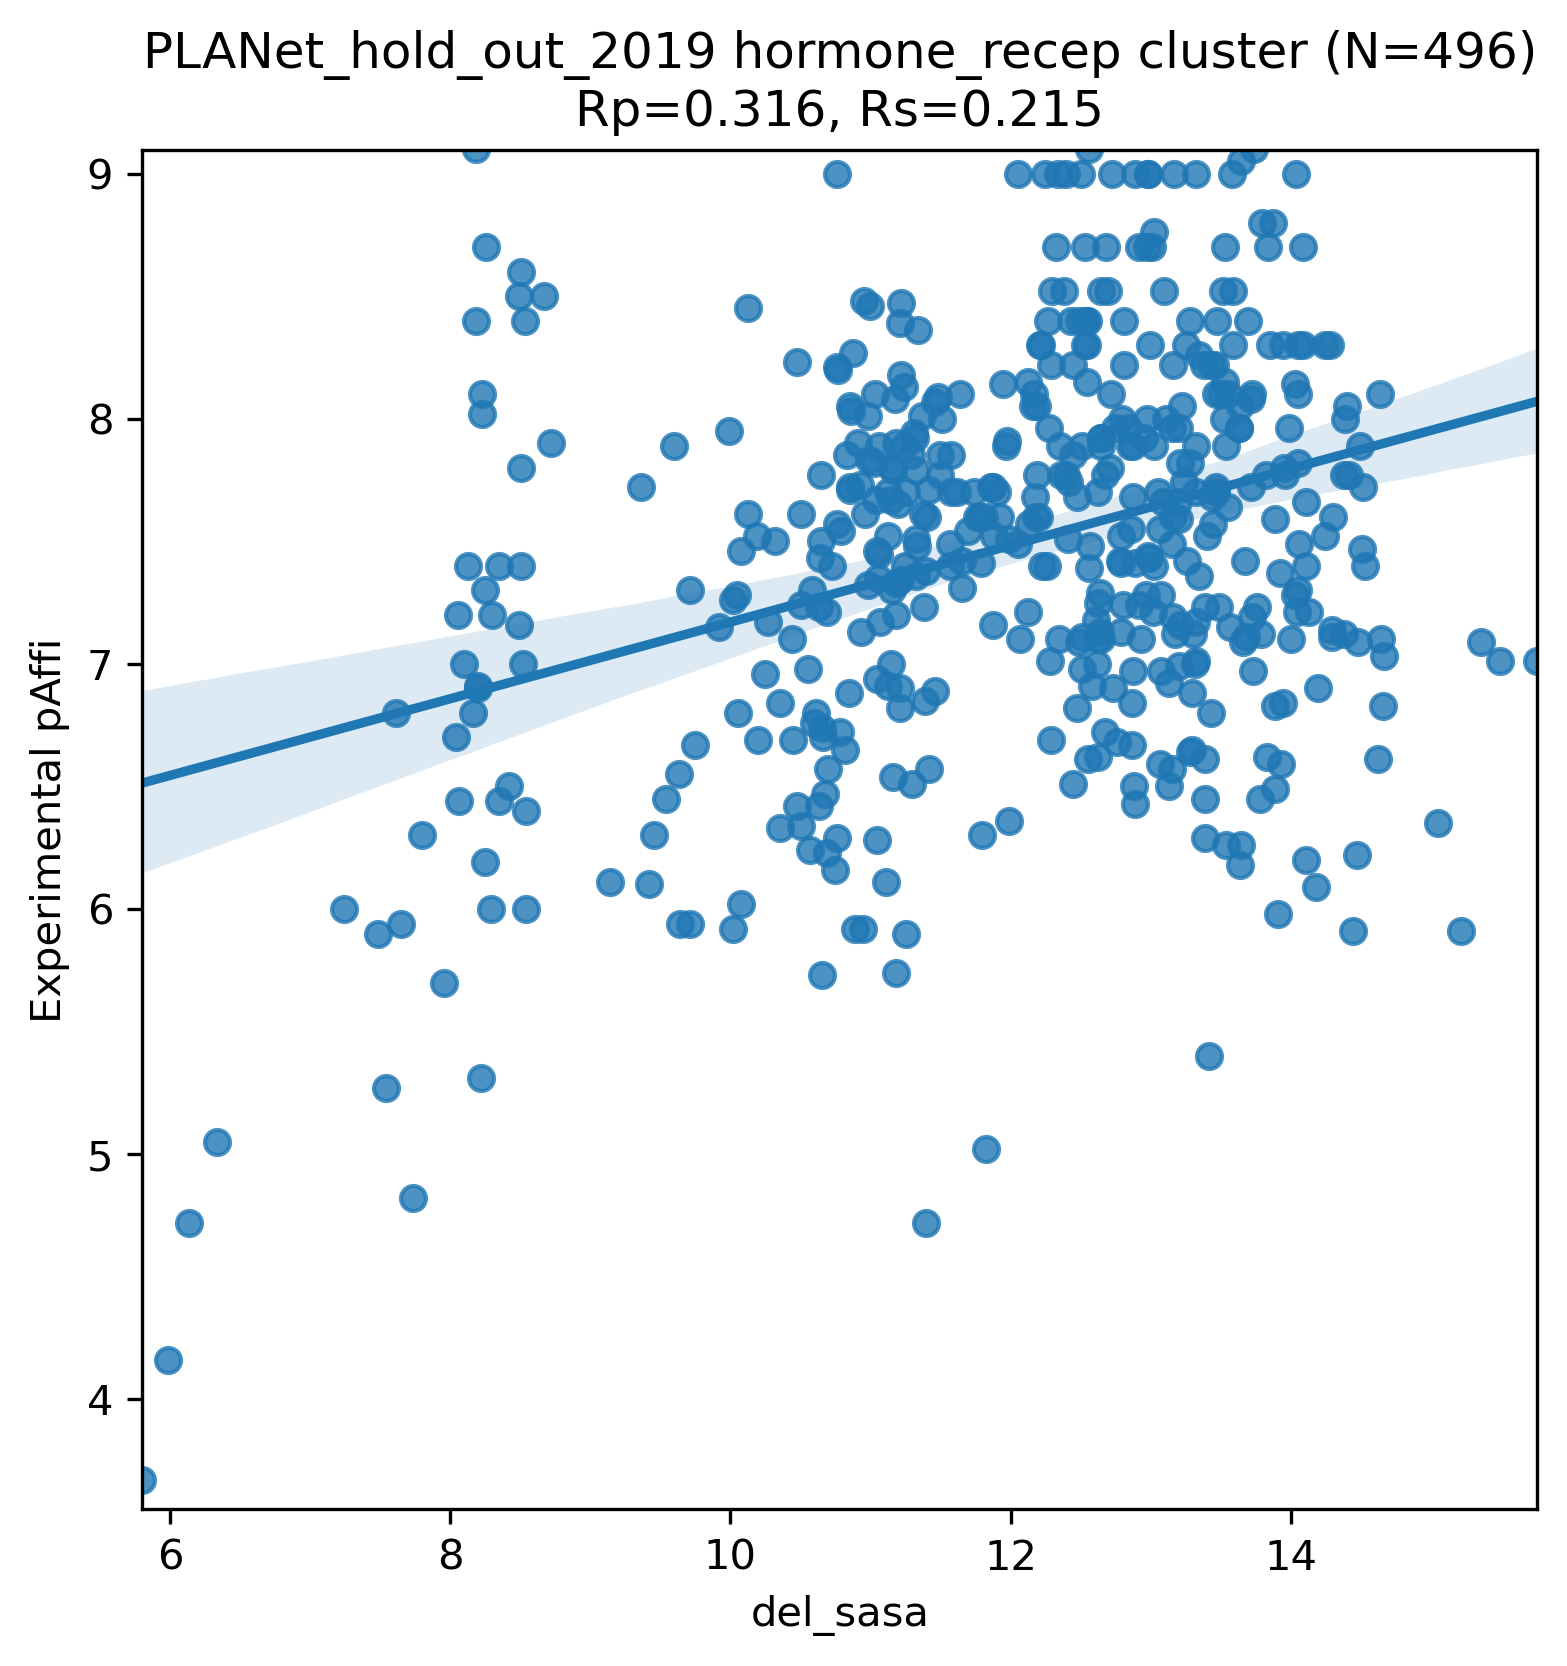 PLANet_hold_out_2019 hormone_recep cluster (N=496)
Rp=0.316, Rs=0.215
9
8
7
6
5
4
Experimental pAffi
6 8 10 12 14
del_sasa